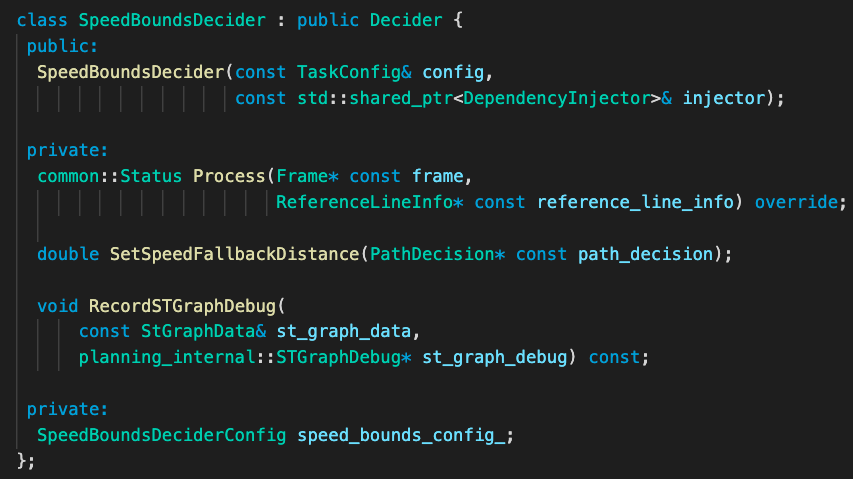 class SpeedBoundsDecider : public Decider {
 public:
  SpeedBoundsDecider(const TaskConfig& config,
                     const std::shared_ptr<DependencyInjector>& injector);

 private:
  common::Status Process(Frame* const frame,
                         ReferenceLineInfo* const reference_line_info) override;

  double SetSpeedFallbackDistance(PathDecision* const path_decision);

  void RecordSTGraphDebug(
      const StGraphData& st_graph_data,
      planning_internal::STGraphDebug* st_graph_debug) const;

 private:
  SpeedBoundsDeciderConfig speed_bounds_config_;
};